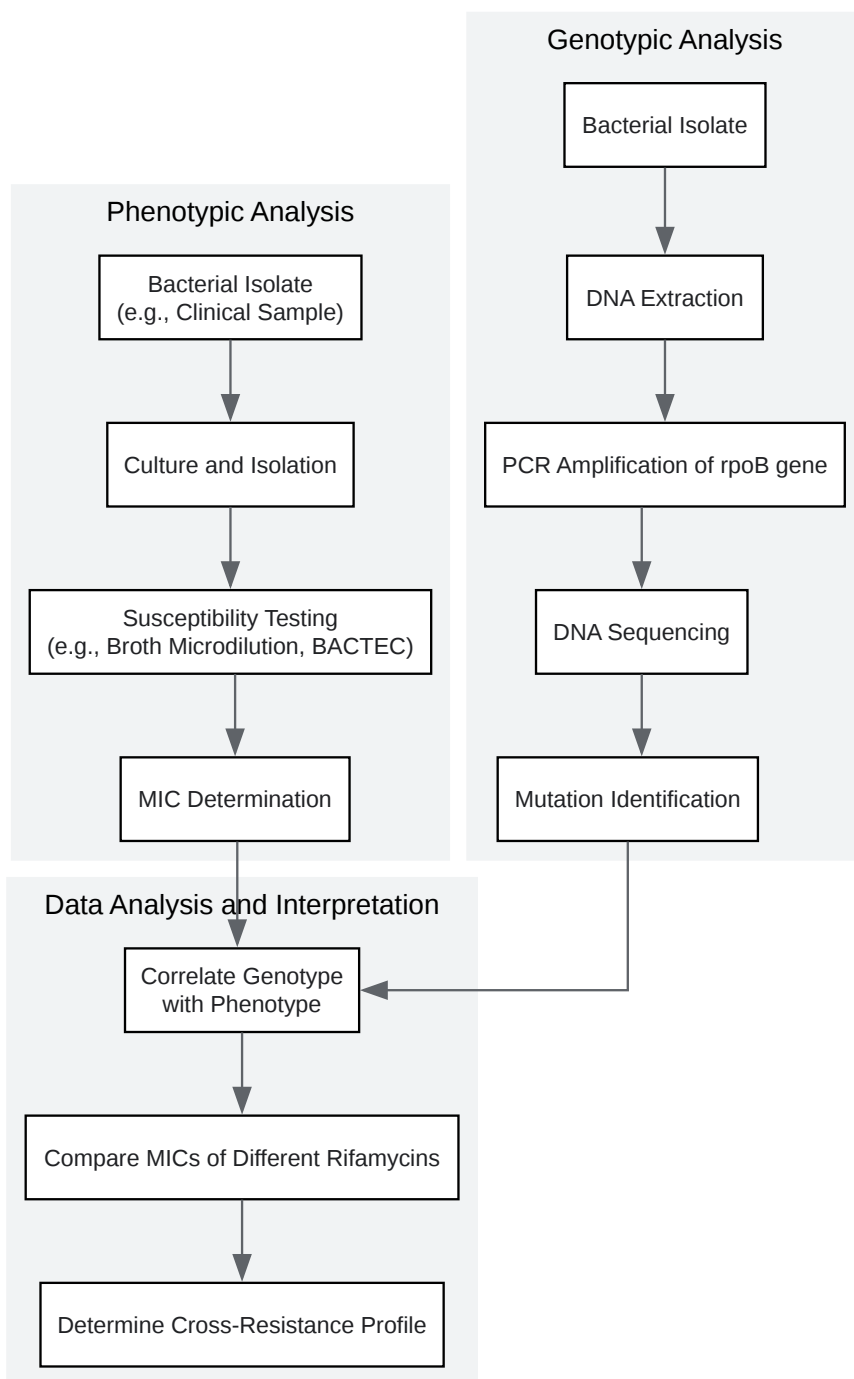 Genotypic Analysis
Bacterial Isolate
DNA Extraction
PCR Amplification of rpoB gene
DNA Sequencing
Mutation Identification
Phenotypic Analysis
Bacterial Isolate
(e.g., Clinical Sample)
Culture and Isolation
Susceptibility Testing
(e.g., Broth Microdilution, BACTEC)
MIC Determination
Data Analysis and Interpretation
Correlate Genotype
with Phenotype
Compare MICs of Different Rifamycins
Determine Cross-Resistance Profile